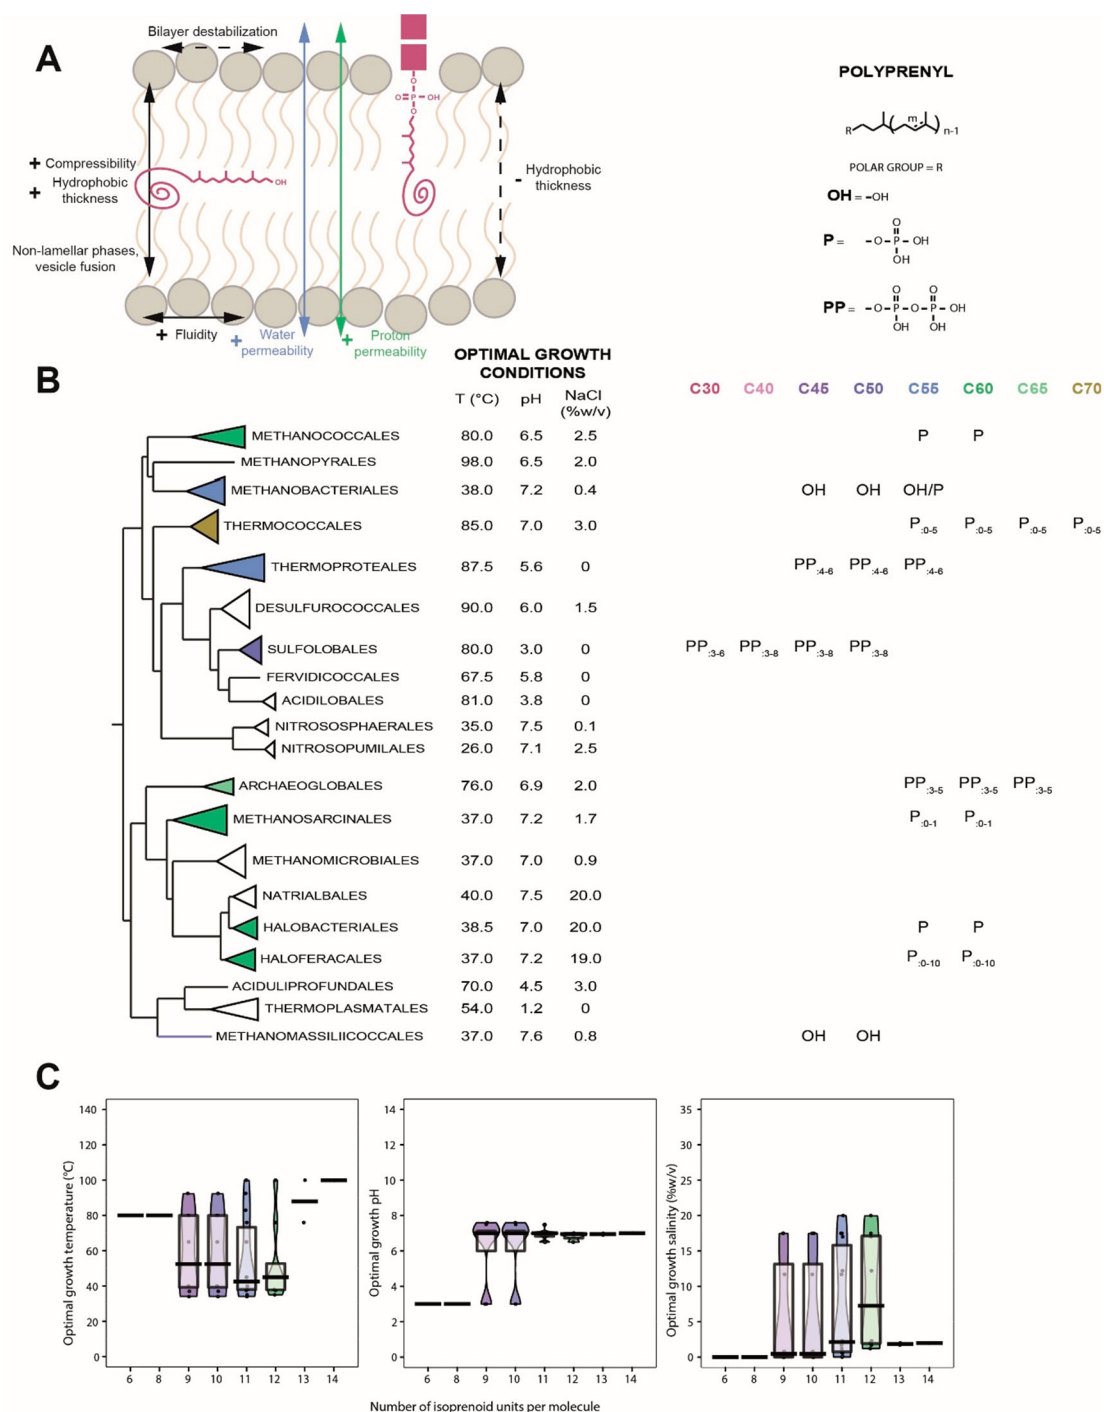 A
Bilayer destabilization
+ Compressibility
+ Hydrophobic
thickness
Non-lamellar phases,
vesicle fusion
OH
O
O=P-OH
O
- Hydrophobic
thickness
+ Fluidity
+ Water
permeability
+ Proton
permeability
POLYPRENYL
R m n-1
POLAR GROUP = R
OH = -OH
P = -O-P-OH
O
OH
PP = -O-P-O-P-OH
O O
OH OH
B
OPTIMAL GROWTH
CONDITIONS
T (°C) pH NaCl
(%w/v)
C30 C40 C45 C50 C55 C60 C65 C70
METHANOCOCCALES 80.0 6.5 2.5 P P
METHANOPYRALES 98.0 6.5 2.0
METHANOBACTERIALES 38.0 7.2 0.4 OH OH OH/P
THERMOCOCCALES 85.0 7.0 3.0 P:0-5 P:0-5 P:0-5 P:0-5
THERMOPROTEALES 87.5 5.6 0 PP:4-6 PP:4-6 PP:4-6
DESULFUROCOCCALES 90.0 6.0 1.5
SULFOLOBALES 80.0 3.0 0 PP:3-6 PP:3-8 PP:3-8 PP:3-8
FERVIDICOCCALES 67.5 5.8 0
ACIDILOBALES 81.0 3.8 0
NITROSOSPHAERALES 35.0 7.5 0.1
NITROSOPUMILALES 26.0 7.1 2.5
ARCHAEOGLOBALES 76.0 6.9 2.0 PP:3-5 PP:3-5 PP:3-5
METHANOSARCINALES 37.0 7.2 1.7 P:0-1 P:0-1
METHANOMICROBIALES 37.0 7.0 0.9
NATRIALBALES 40.0 7.5 20.0
HALOBACTERIALES 38.5 7.0 20.0 P P
HALOFERACALES 37.0 7.2 19.0 P:0-10 P:0-10
ACIDULIPROFUNDALES 70.0 4.5 3.0
THERMOPLASMATALES 54.0 1.2 0
METHANOMASSILIICOCCALES 37.0 7.6 0.8 OH OH
C
Optimal growth temperature (°C)
140
120
100
80
60
40
20
0
6 8 9 10 11 12 13 14
Optimal growth pH
14
12
10
8
6
4
2
0
6 8 9 10 11 12 13 14
Optimal growth salinity (%w/v)
35
30
25
20
15
10
5
0
6 8 9 10 11 12 13 14
Number of isoprenoid units per molecule